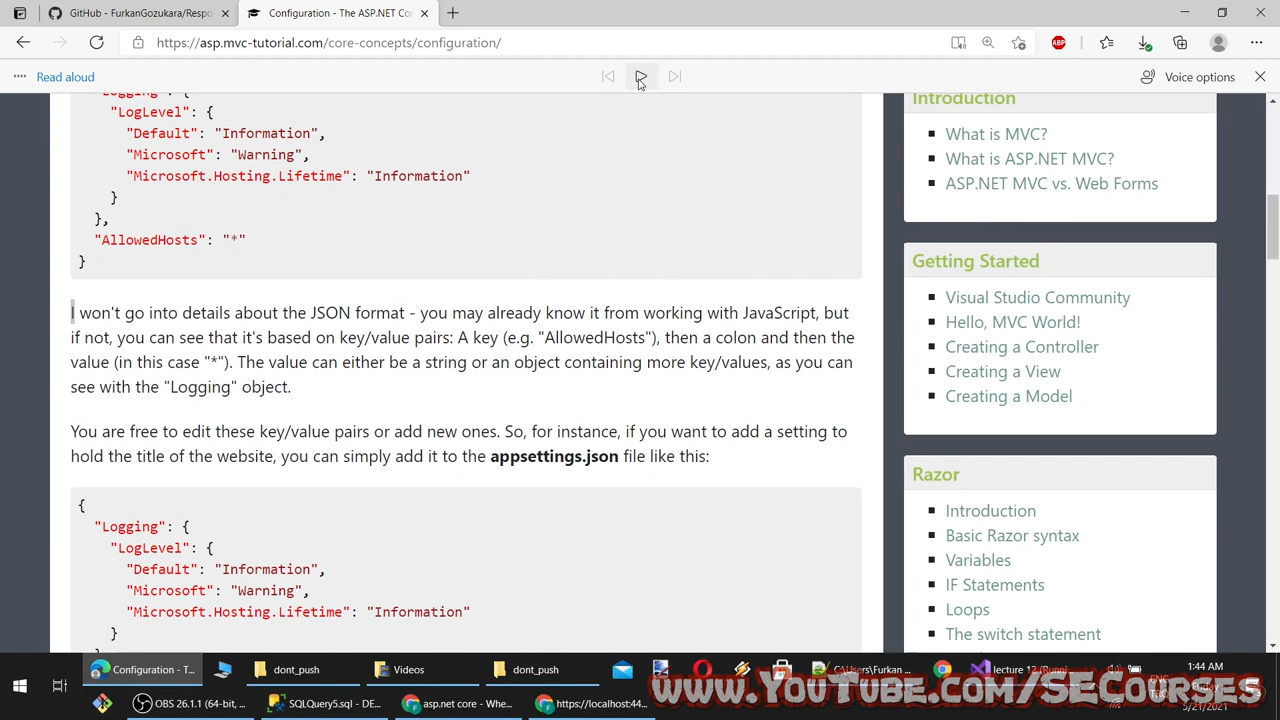 GitHub - FurkanGozukara/Respo
Configuration - The ASP.NET Co
https://asp.mvc-tutorial.com/core-concepts/configuration/
ABP
Read aloud
Voice options
"Logging": {
"LogLevel": {
"Default": "Information",
"Microsoft": "Warning",
"Microsoft.Hosting.Lifetime": "Information"
}
},
"AllowedHosts": "*"
}
I won't go into details about the JSON format - you may already know it from working with JavaScript, but
if not, you can see that it's based on key/value pairs: A key (e.g. "AllowedHosts"), then a colon and then the
value (in this case "*"). The value can either be a string or an object containing more key/values, as you can
see with the "Logging" object.
You are free to edit these key/value pairs or add new ones. So, for instance, if you want to add a setting to
hold the title of the website, you can simply add it to the appsettings.json file like this:
{
"Logging": {
"LogLevel": {
"Default": "Information",
"Microsoft": "Warning",
"Microsoft.Hosting.Lifetime": "Information"
}
Introduction
What is MVC?
What is ASP.NET MVC?
ASP.NET MVC vs. Web Forms
Getting Started
Visual Studio Community
Hello, MVC World!
Creating a Controller
Creating a View
Creating a Model
Razor
Introduction
Basic Razor syntax
Variables
IF Statements
Loops
The switch statement
Configuration - T...
dont_push
Videos
dont_push
C:\Users\Furkan ...
lecture 12 (Runni...
1:44 AM
ENG
5/21/2021
OBS 26.1.1 (64-bit, ...
SQLQuery5.sql - DE...
asp.net core - Whe...
https://localhost:44...
www.YouTube.com/SECourses